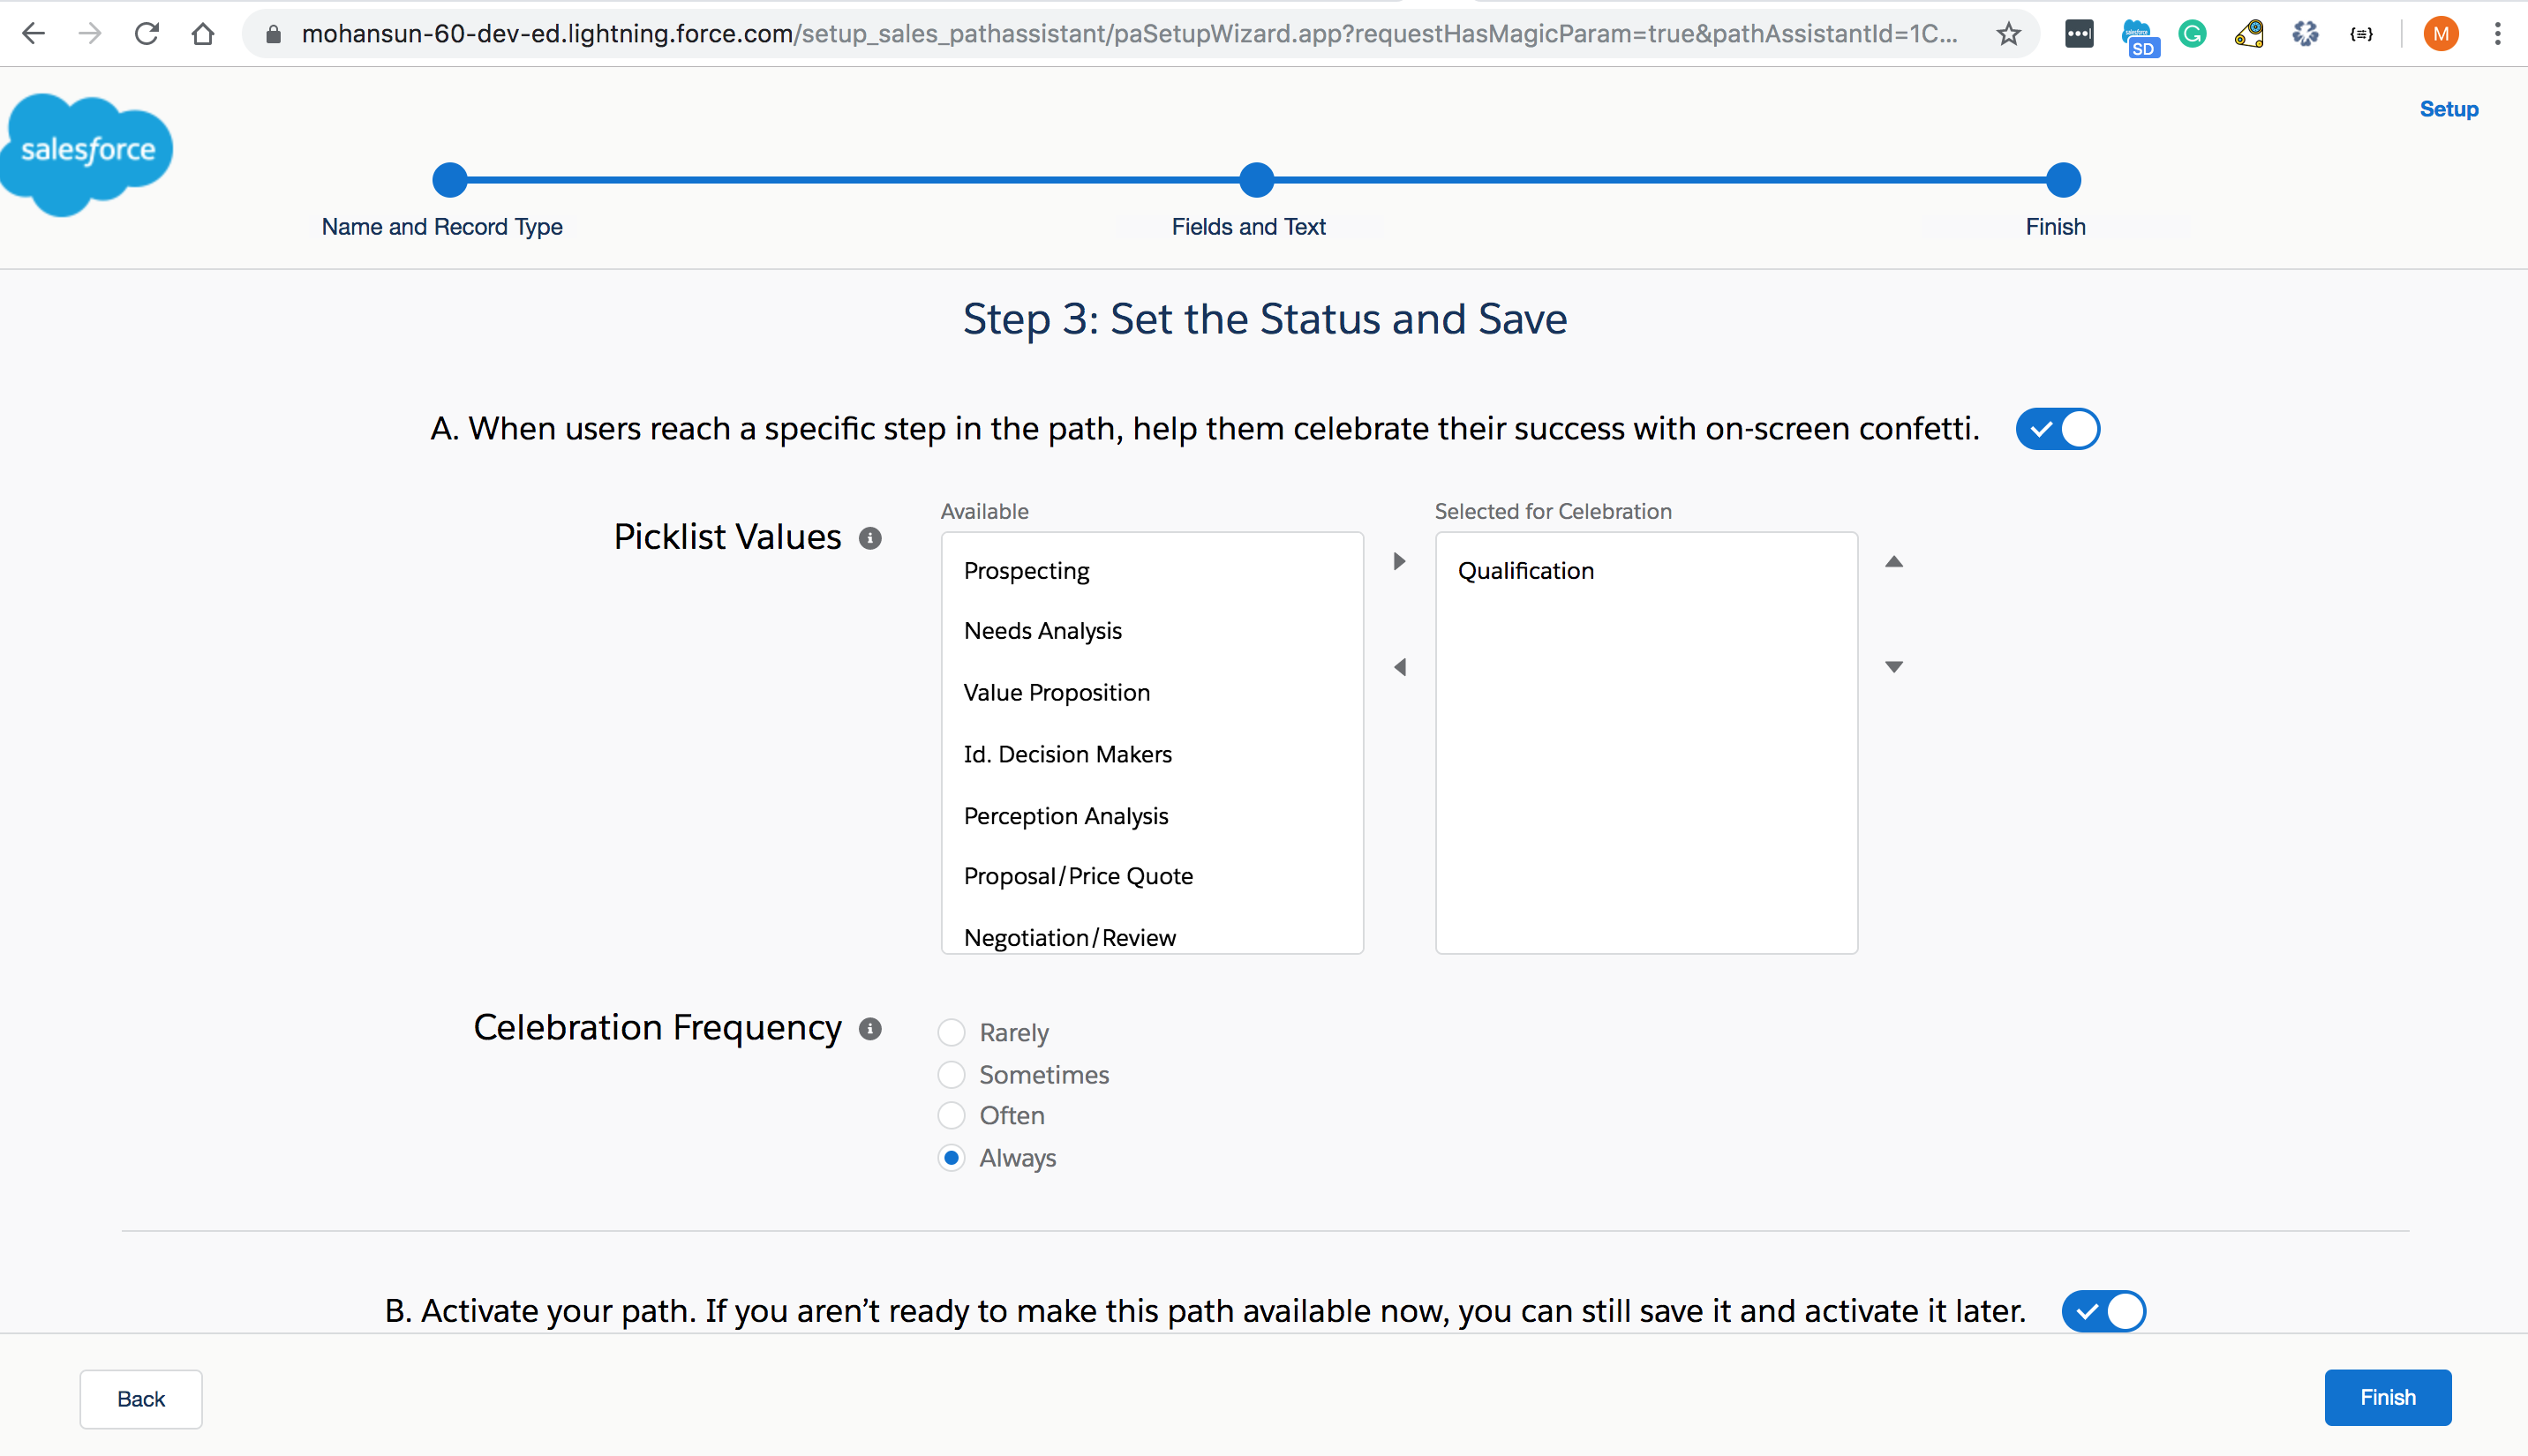 mohansun-60-dev-ed.lightning.force.com/setup_sales_pathassistant/paSetupWizard.app?requestHasMagicParam=true&pathAssistantId=1C...
SD
G
{≡}
M
Setup
salesforce
Name and Record Type
Fields and Text
Finish
Step 3: Set the Status and Save
A. When users reach a specific step in the path, help them celebrate their success with on-screen confetti.
Picklist Values
Available
Selected for Celebration
Prospecting
Qualification
Needs Analysis
Value Proposition
Id. Decision Makers
Perception Analysis
Proposal/Price Quote
Negotiation/Review
Celebration Frequency
Rarely
Sometimes
Often
Always
B. Activate your path. If you aren’t ready to make this path available now, you can still save it and activate it later.
Back
Finish